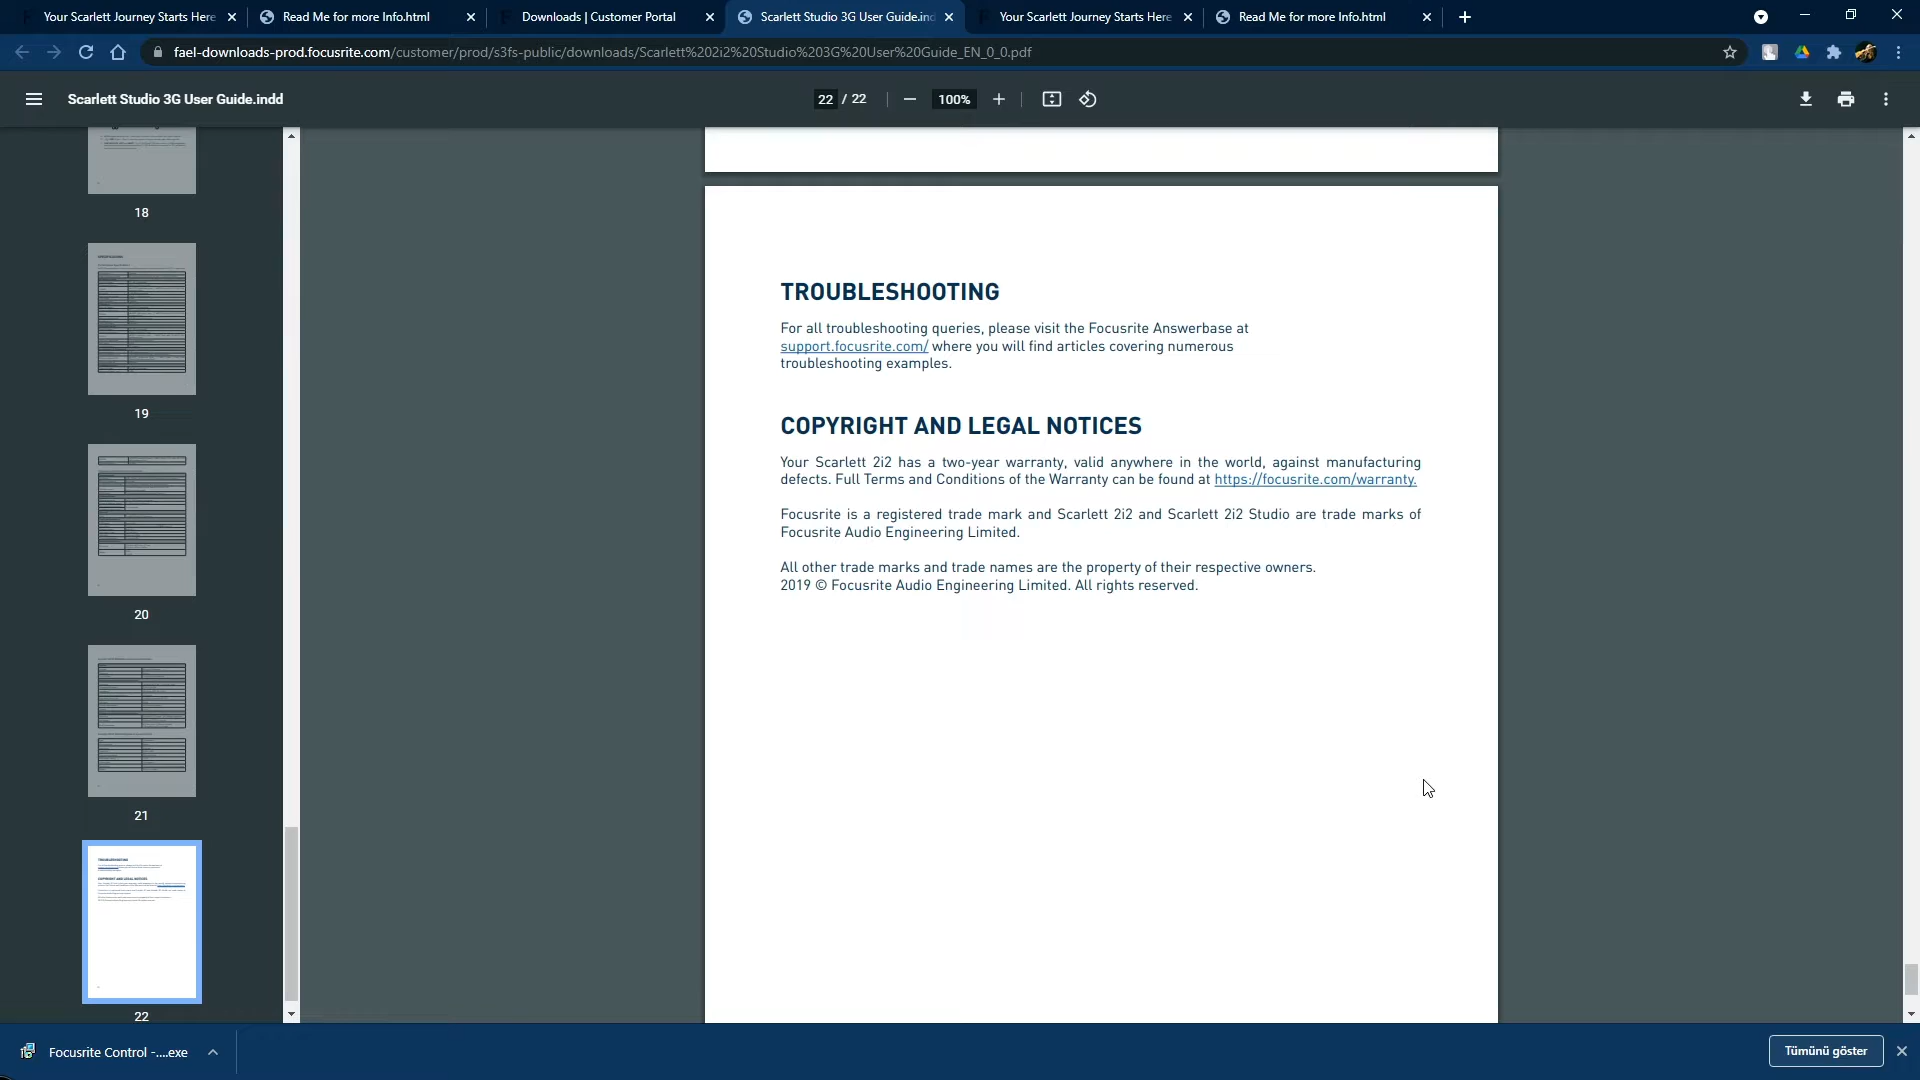 Your Scarlett Journey Starts Here
Read Me for more Info.html
Downloads | Customer Portal
Scarlett Studio 3G User Guide.ind
Your Scarlett Journey Starts Here
Read Me for more Info.html
fael-downloads-prod.focusrite.com/customer/prod/s3fs-public/downloads/Scarlett%202i2%20Studio%203G%20User%20Guide_EN_0_0.pdf
Scarlett Studio 3G User Guide.indd
22 / 22
100%
18
19
20
21
22
TROUBLESHOOTING
For all troubleshooting queries, please visit the Focusrite Answerbase at
support.focusrite.com/ where you will find articles covering numerous
troubleshooting examples.
COPYRIGHT AND LEGAL NOTICES
Your Scarlett 2i2 has a two-year warranty, valid anywhere in the world, against manufacturing
defects. Full Terms and Conditions of the Warranty can be found at https://focusrite.com/warranty.
Focusrite is a registered trade mark and Scarlett 2i2 and Scarlett 2i2 Studio are trade marks of
Focusrite Audio Engineering Limited.
All other trade marks and trade names are the property of their respective owners.
2019 © Focusrite Audio Engineering Limited. All rights reserved.
Focusrite Control -....exe
Tümünü göster